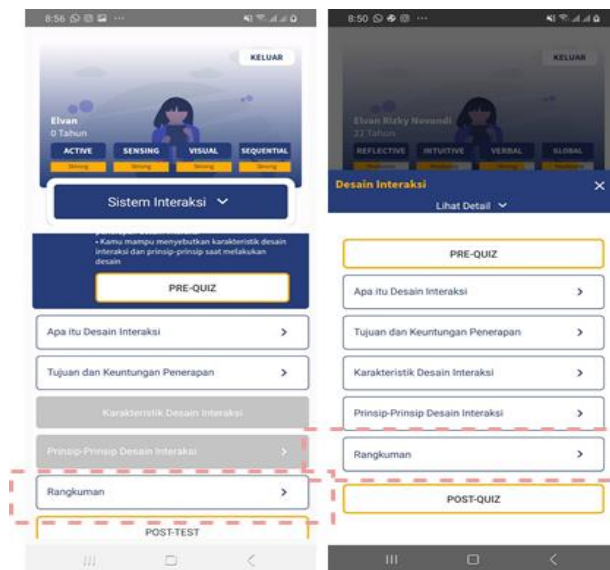 8:56
KELUAR
Elvan
0 Tahun
ACTIVE SENSING VISUAL SEQUENTIAL
Strong Strong Strong Strong
Sistem Interaksi
• Kamu mampu menyebutkan karakteristik desain
interaksi dan prinsip-prinsip saat melakukan
desain
PRE-QUIZ
Apa itu Desain Interaksi
Tujuan dan Keuntungan Penerapan
Karakteristik Desain Interaksi
Prinsip-Prinsip Desain Interaksi
Rangkuman
POST-TEST
8:50
KELUAR
Elvan Rizky Novandi
22 Tahun
REFLECTIVE INTUITIVE VERBAL GLOBAL
Desain Interaksi
Lihat Detail
PRE-QUIZ
Apa itu Desain Interaksi
Tujuan dan Keuntungan Penerapan
Karakteristik Desain Interaksi
Prinsip-Prinsip Desain Interaksi
Rangkuman
POST-QUIZ